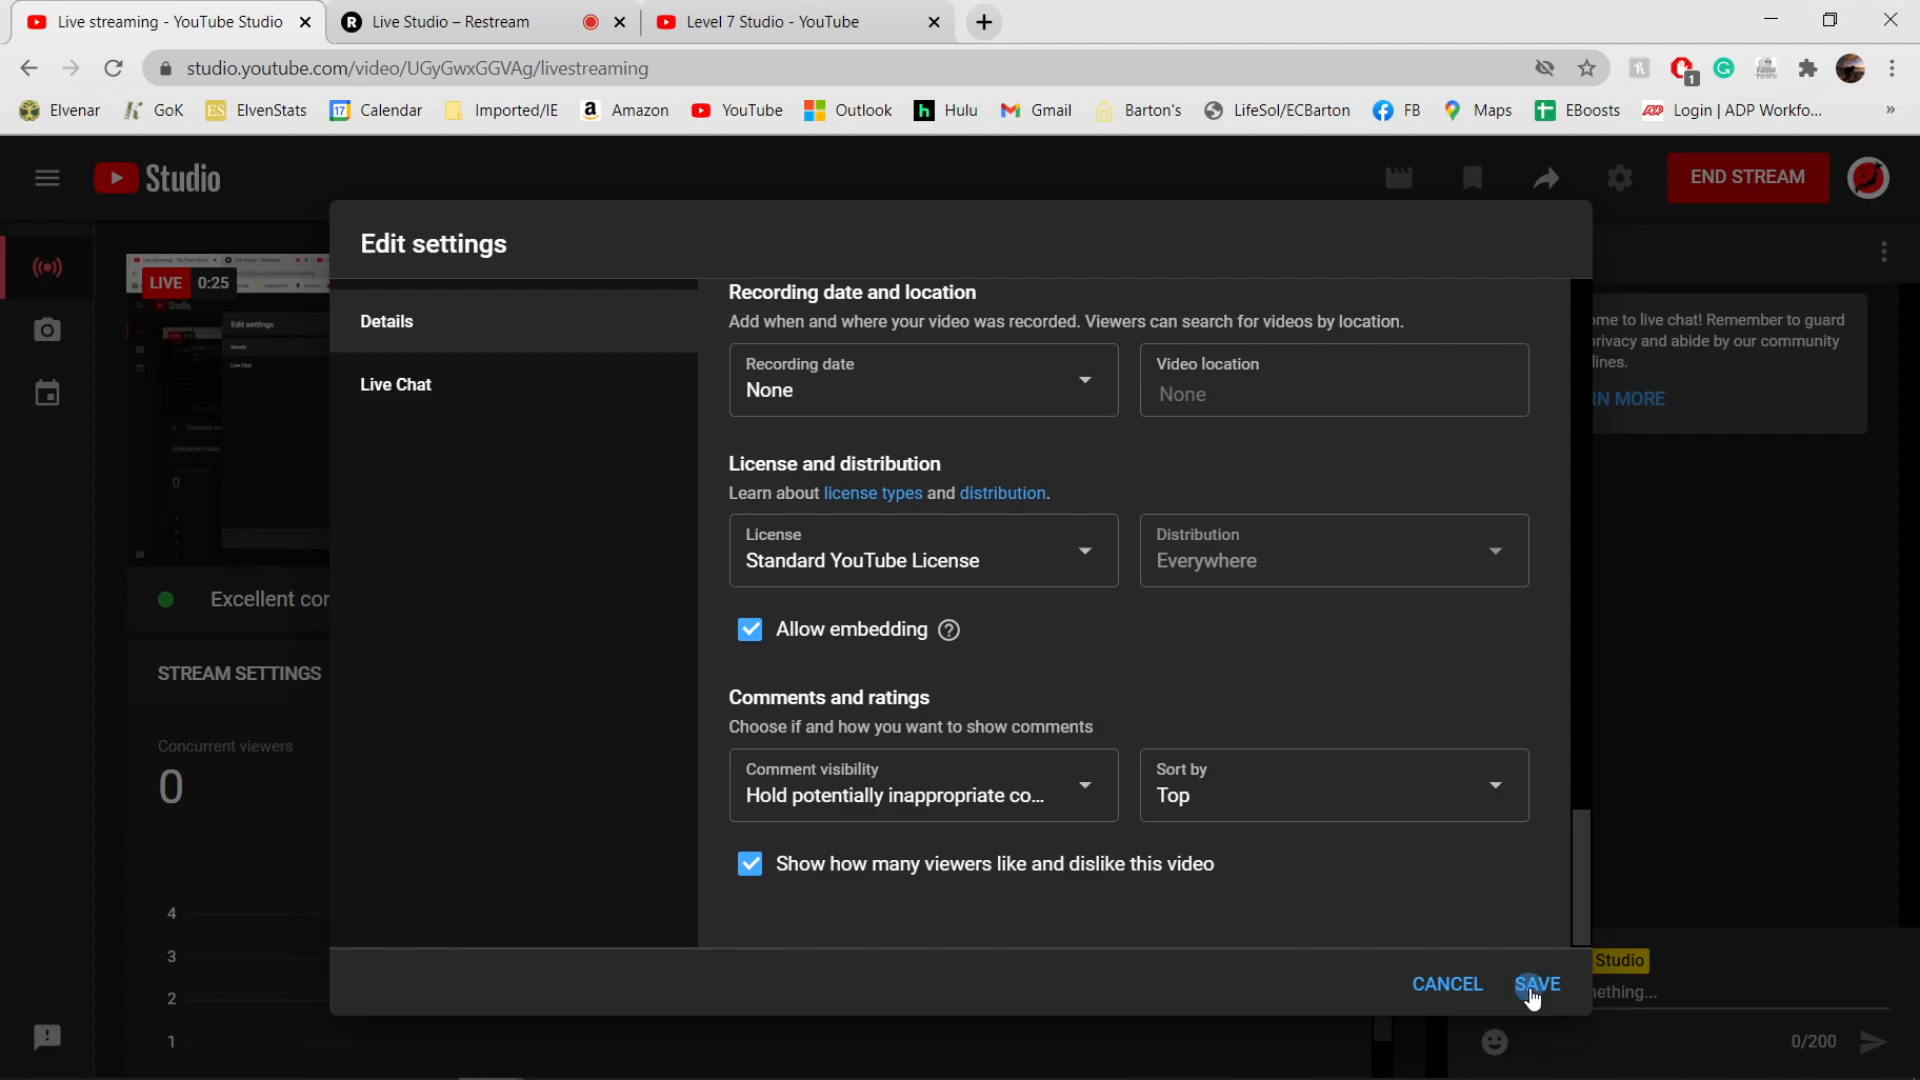 Live streaming - YouTube Studio
Live Studio – Restream
Level 7 Studio - YouTube
studio.youtube.com/video/UGyGwxGGVAg/livestreaming
1
Elvenar
GoK
ES ElvenStats
17 Calendar
Imported/IE
Amazon
YouTube
Outlook
h Hulu
Gmail
Barton's
LifeSol/ECBarton
FB
Maps
EBoosts
Login | ADP Workfo...
»
Studio
END STREAM
Edit settings
LIVE 0:25
Details
Live Chat
Recording date and location
Add when and where your video was recorded. Viewers can search for videos by location.
Recording date
None
Video location
None
License and distribution
Learn about license types and distribution.
License
Standard YouTube License
Distribution
Everywhere
Allow embedding
Comments and ratings
Choose if and how you want to show comments
Comment visibility
Hold potentially inappropriate co...
Sort by
Top
Show how many viewers like and dislike this video
CANCEL
SAVE
Excellent con
STREAM SETTINGS
Concurrent viewers
0
4
3
2
1
ome to live chat! Remember to guard
rivacy and abide by our community
lines.
RN MORE
Studio
nething...
0/200